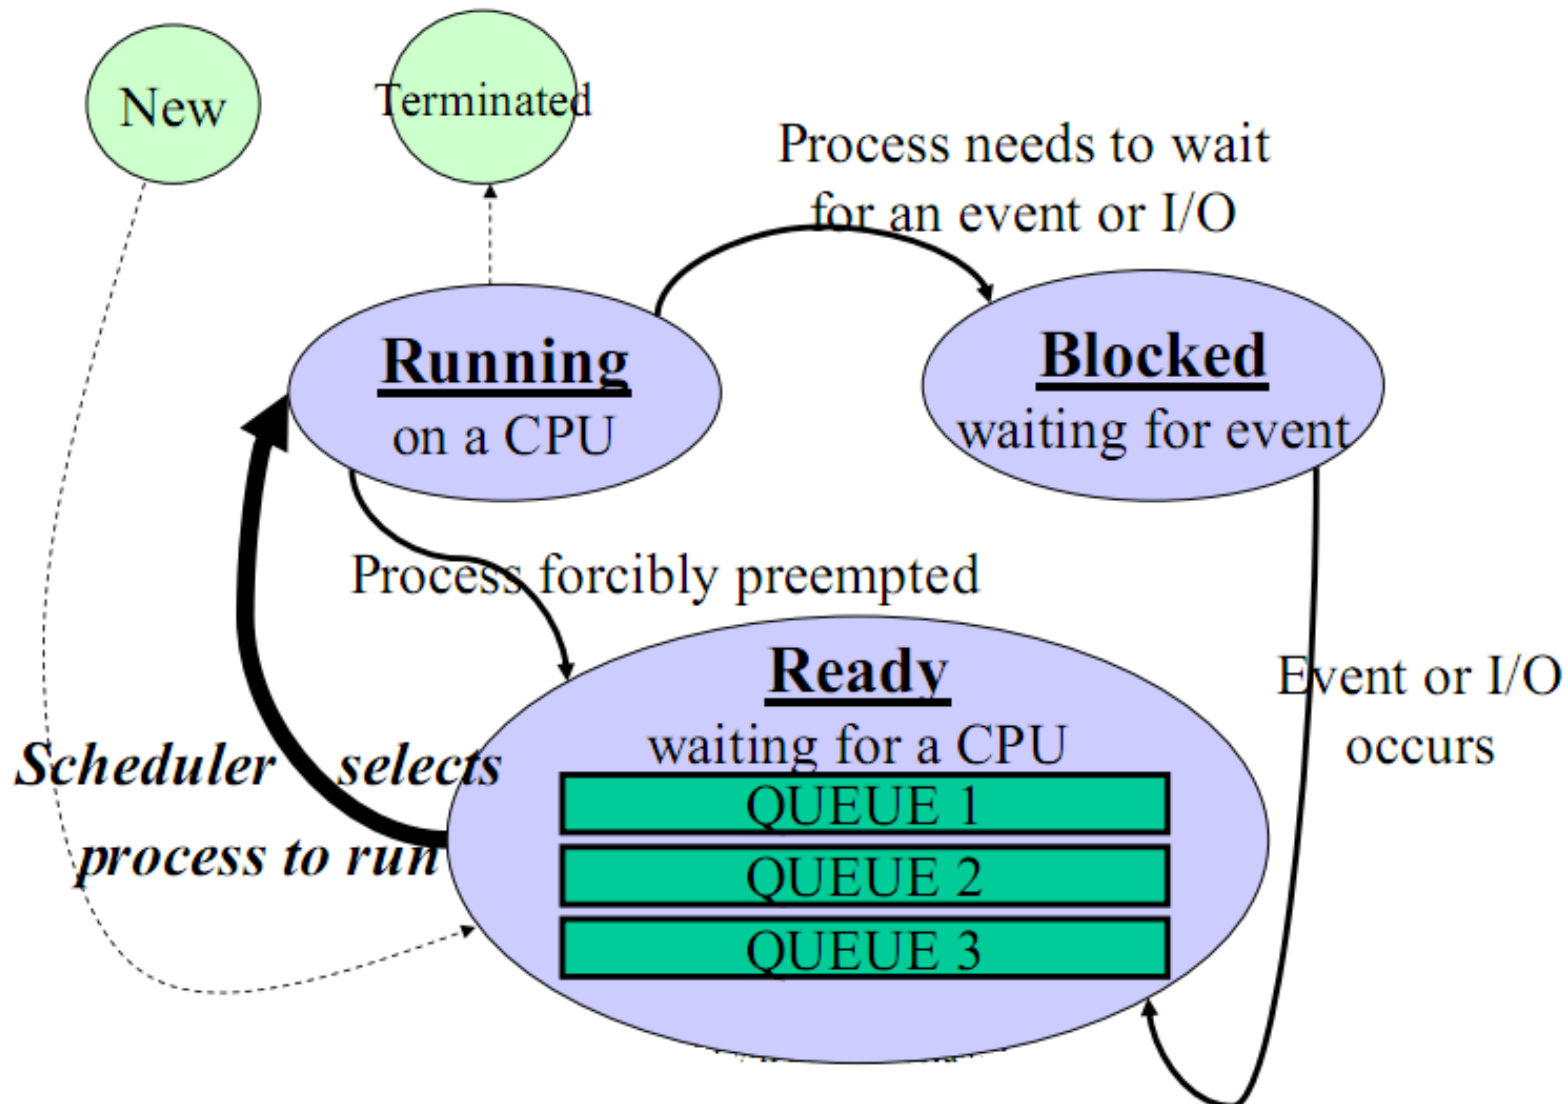 New
Terminated
Process needs to wait
for an event or I/O
Running
on a CPU
Blocked
waiting for event
Process forcibly preempted
Ready
waiting for a CPU
Event or I/O
occurs
Scheduler selects
process to run
QUEUE 1
QUEUE 2
QUEUE 3